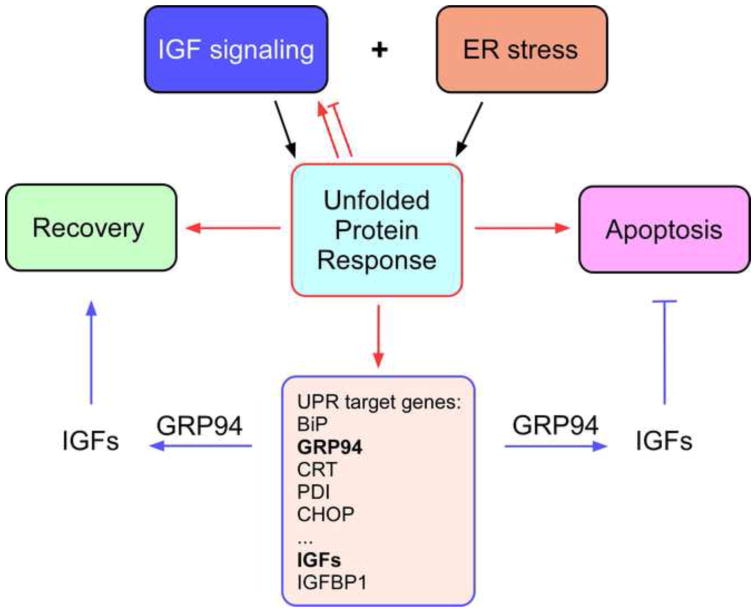 IGF signaling
+
ER stress
Unfolded
Protein
Response
Recovery
Apoptosis
UPR target genes:
BiP
GRP94
CRT
PDI
CHOP
...
IGFs
IGFBP1
GRP94
IGFs
GRP94
IGFs